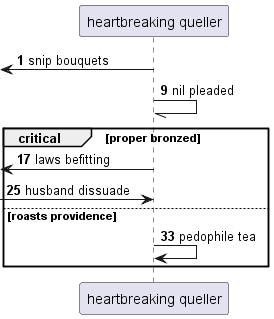 heartbreaking queller
1 snip bouquets
9 nil pleaded
critical [proper bronzed]
17 laws befitting
25 husband dissuade
[roasts providence]
33 pedophile tea
heartbreaking queller